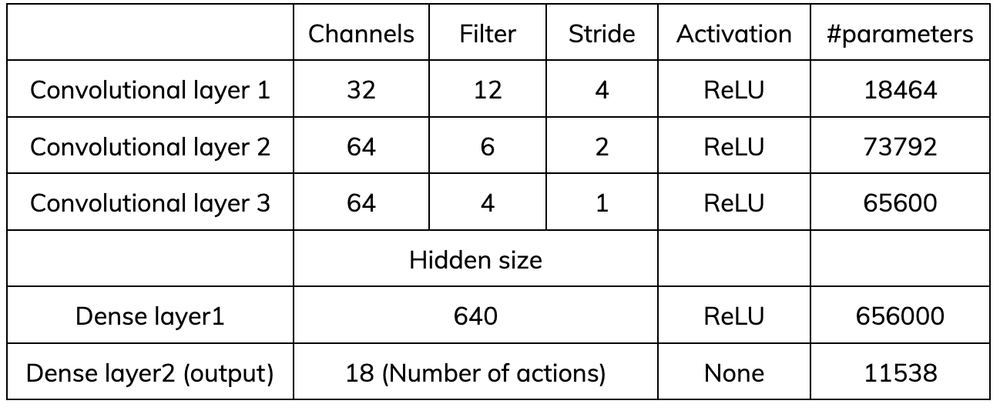 Channels Filter Stride Activation #parameters
Convolutional layer 1 32 12 4 ReLU 18464
Convolutional layer 2 64 6 2 ReLU 73792
Convolutional layer 3 64 4 1 ReLU 65600
Hidden size
Dense layer1 640 ReLU 656000
Dense layer2 (output) 18 (Number of actions) None 11538